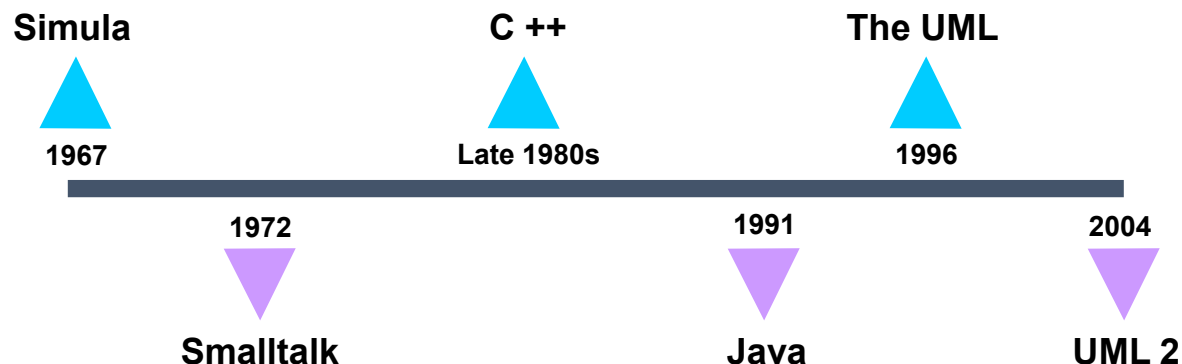 Simula C ++ The UML
1967 Late 1980s 1996
1972 1991 2004
Smalltalk Java UML 2